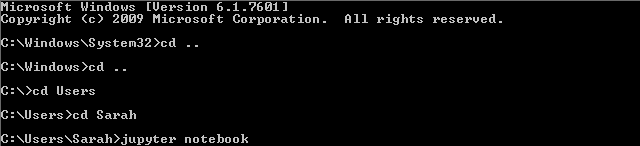 Microsoft Windows [Version 6.1.7601]
Copyright (c) 2009 Microsoft Corporation.  All rights reserved.
C:\Windows\System32>cd ..
C:\Windows>cd ..
C:\>cd Users
C:\Users>cd Sarah
C:\Users\Sarah>jupyter notebook